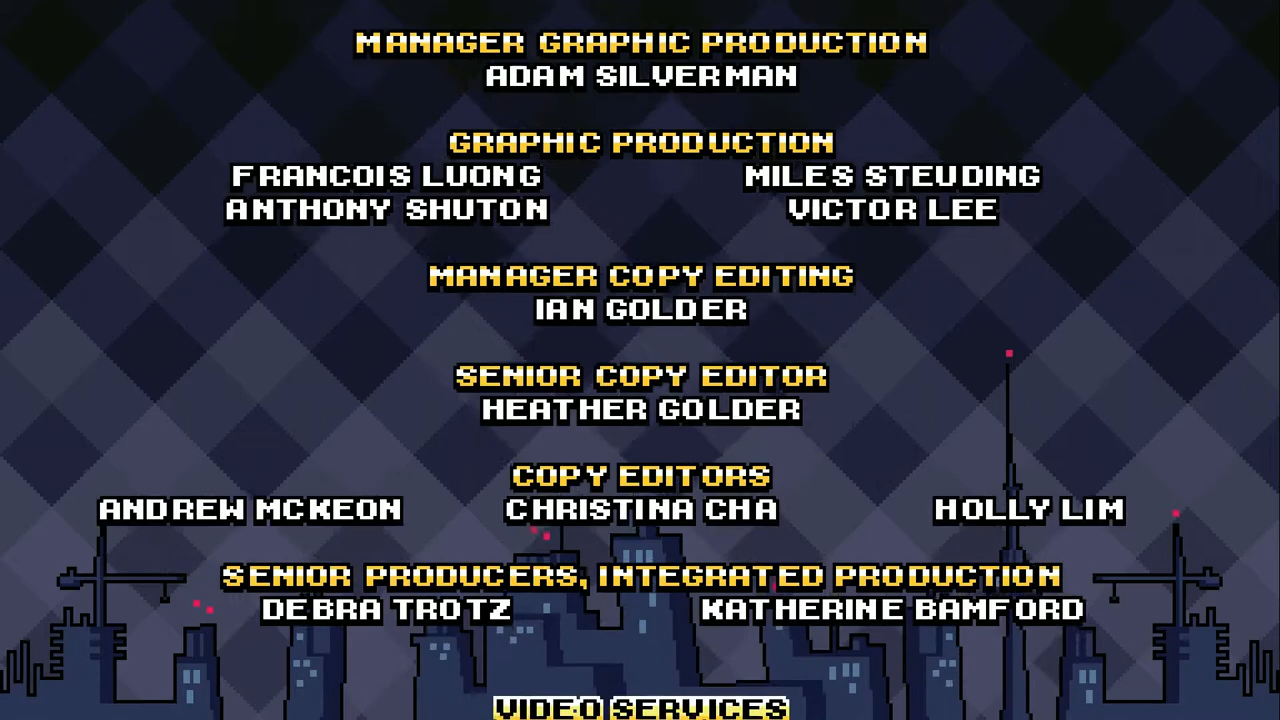 MANAGER GRAPHIC PRODUCTION
ADAM SILVERMAN
GRAPHIC PRODUCTION
FRANCOIS LUONG MILES STEUDING
ANTHONY SHUTON VICTOR LEE
MANAGER COPY EDITING
IAN GOLDER
SENIOR COPY EDITOR
HEATHER GOLDER
COPY EDITORS
ANDREW MCKEON CHRISTINA CHA HOLLY LIM
SENIOR PRODUCERS, INTEGRATED PRODUCTION
DEBRA TROTZ KATHERINE BAMFORD
VIDEO SERVICES